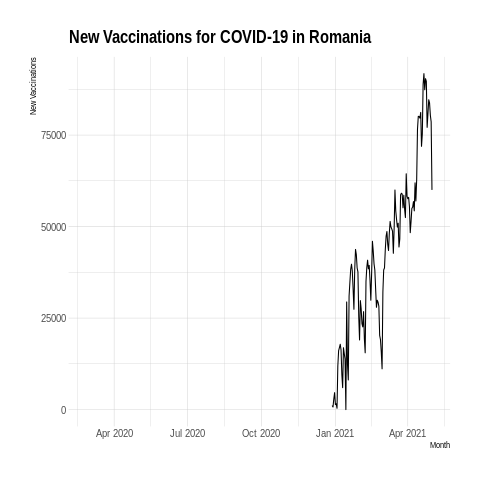 New Vaccinations for COVID-19 in Romania
New Vaccinations
75000
50000
25000
0
Apr 2020 Jul 2020 Oct 2020 Jan 2021 Apr 2021
Month